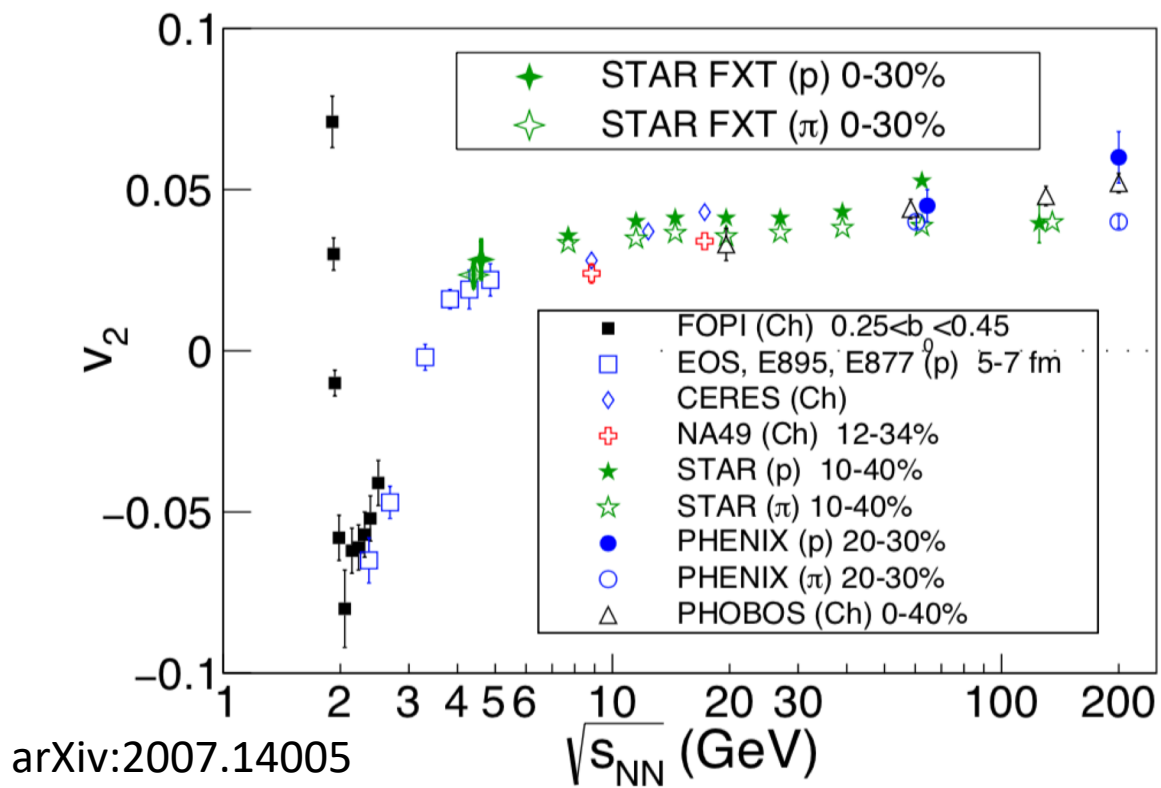 0.1
0.05
0
−0.05
−0.1
v2
STAR FXT (p) 0-30%
STAR FXT (π) 0-30%
FOPI (Ch) 0.25<b0<0.45
EOS, E895, E877 (p) 5-7 fm
CERES (Ch)
NA49 (Ch) 12-34%
STAR (p) 10-40%
STAR (π) 10-40%
PHENIX (p) 20-30%
PHENIX (π) 20-30%
PHOBOS (Ch) 0-40%
1 2 3 4 5 6 10 20 30 100 200
√sNN (GeV)
arXiv:2007.14005